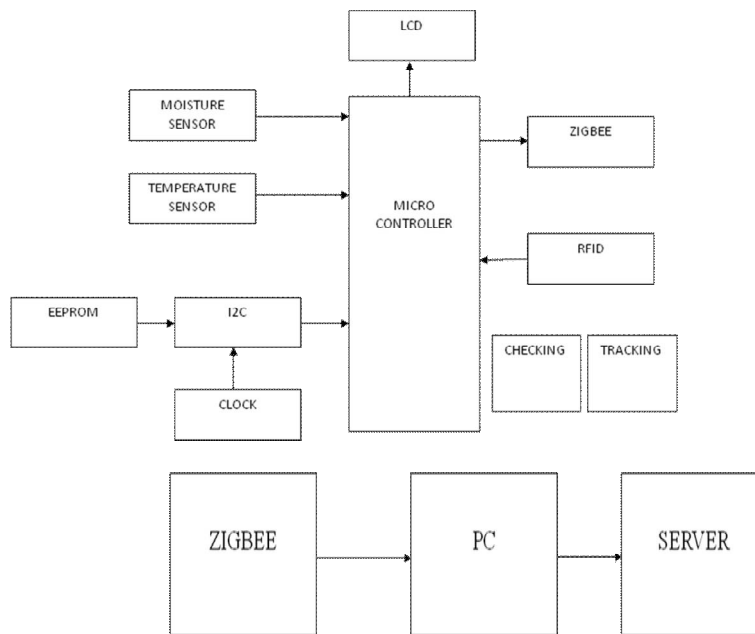 LCD
MOISTURE
SENSOR
ZIGBEE
TEMPERATURE
SENSOR
MICRO
CONTROLLER
RFID
EEPROM
I2C
CHECKING
TRACKING
CLOCK
ZIGBEE
PC
SERVER